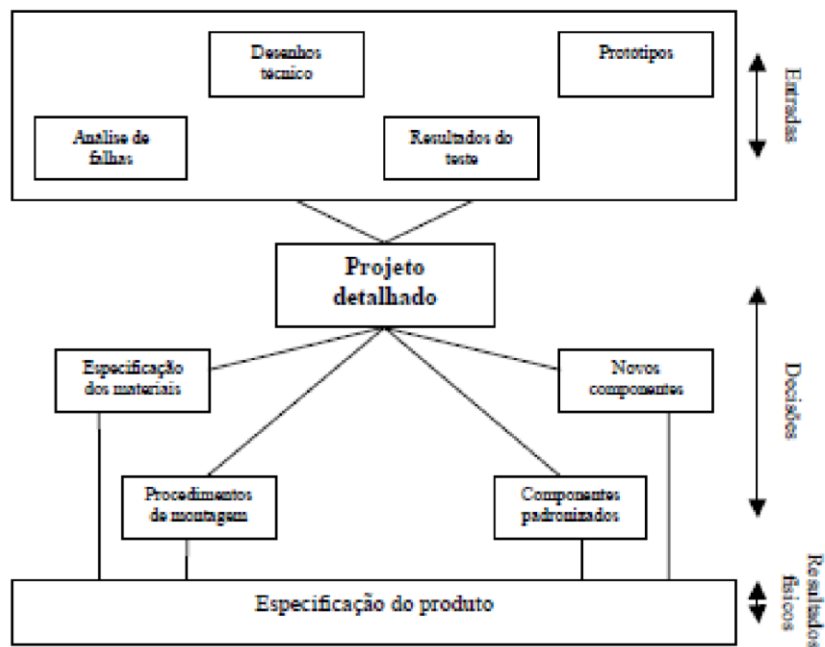 Desenhos
técnico
Protótipos
Análise de
falhas
Resultados do
teste
Entradas
Projeto
detalhado
Especificação
dos materiais
Novos
componentes
Procedimentos
de montagem
Componentes
padronizados
Decisões
Especificação do produto
Resultados
físicos